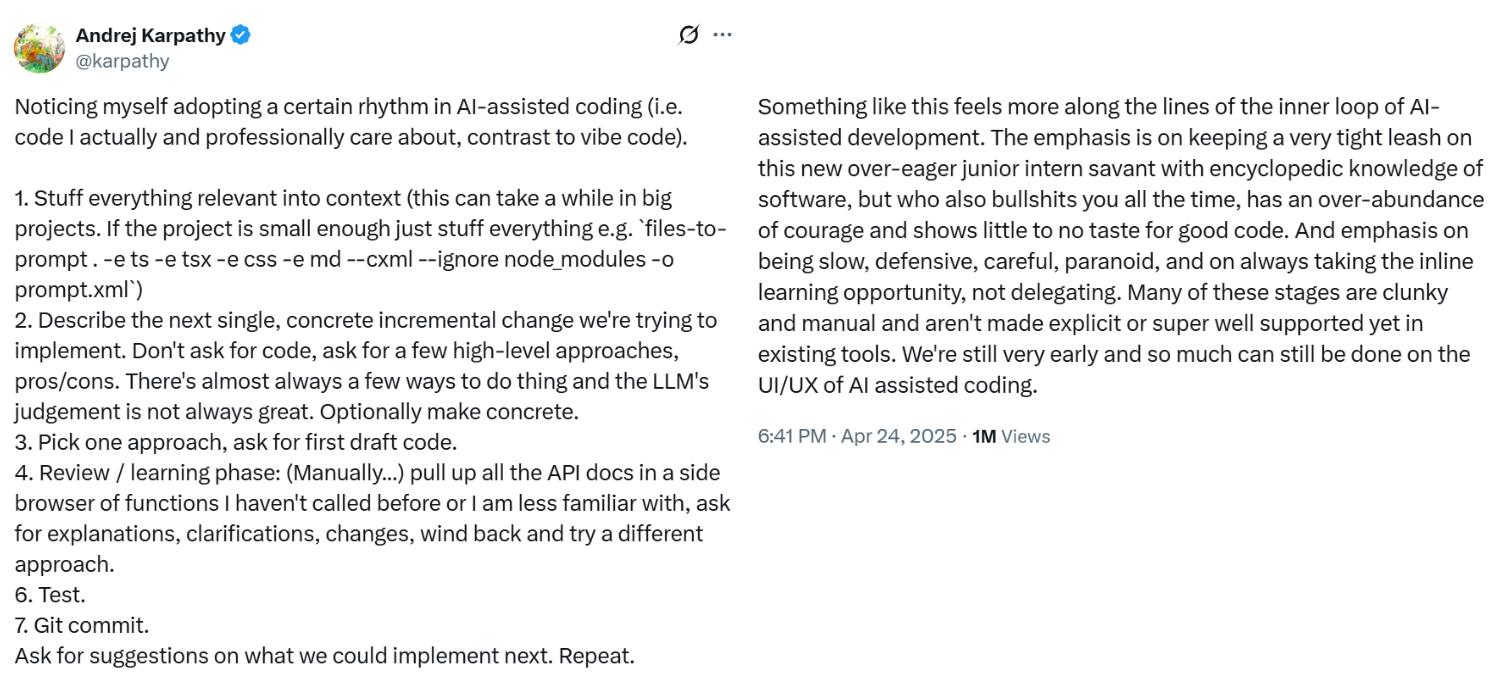 Andrej Karpathy
@karpathy
Noticing myself adopting a certain rhythm in AI-assisted coding (i.e.
code I actually and professionally care about, contrast to vibe code).
1. Stuff everything relevant into context (this can take a while in big
projects. If the project is small enough just stuff everything e.g. `files-to-
prompt . -e ts -e tsx -e css -e md --cxml --ignore node_modules -o
prompt.xml`)
2. Describe the next single, concrete incremental change we're trying to
implement. Don't ask for code, ask for a few high-level approaches,
pros/cons. There's almost always a few ways to do thing and the LLM's
judgement is not always great. Optionally make concrete.
3. Pick one approach, ask for first draft code.
4. Review / learning phase: (Manually...) pull up all the API docs in a side
browser of functions I haven't called before or I am less familiar with, ask
for explanations, clarifications, changes, wind back and try a different
approach.
6. Test.
7. Git commit.
Ask for suggestions on what we could implement next. Repeat.
Something like this feels more along the lines of the inner loop of AI-
assisted development. The emphasis is on keeping a very tight leash on
this new over-eager junior intern savant with encyclopedic knowledge of
software, but who also bullshits you all the time, has an over-abundance
of courage and shows little to no taste for good code. And emphasis on
being slow, defensive, careful, paranoid, and on always taking the inline
learning opportunity, not delegating. Many of these stages are clunky
and manual and aren't made explicit or super well supported yet in
existing tools. We're still very early and so much can still be done on the
UI/UX of AI assisted coding.
6:41 PM · Apr 24, 2025 · 1M Views